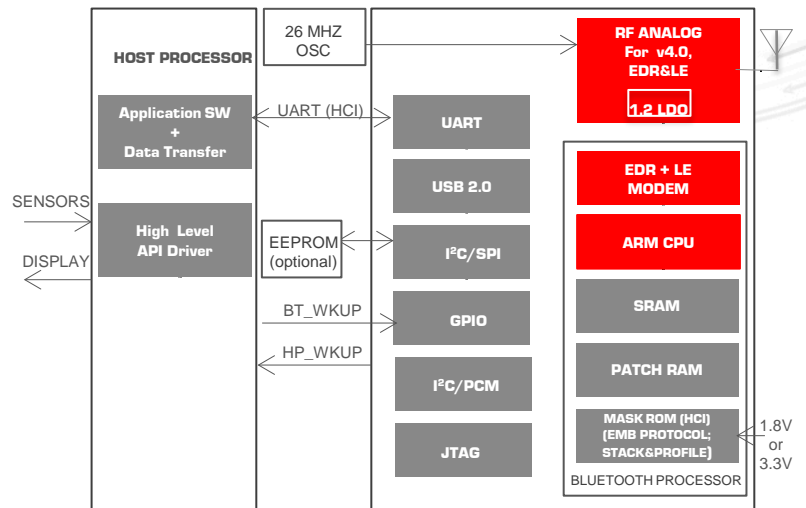 HOST PROCESSOR
Application SW
+
Data Transfer
High Level
API Driver
SENSORS
DISPLAY
26 MHZ
OSC
UART (HCI)
EEPROM
(optional)
BT_WKUP
HP_WKUP
UART
USB 2.0
I²C/SPI
GPIO
I²C/PCM
JTAG
RF ANALOG
For v4.0,
EDR&LE
1.2 LDO
EDR + LE
MODEM
ARM CPU
SRAM
PATCH RAM
MASK ROM (HCI)
(EMB PROTOCOL;
STACK&PROFILE)
BLUETOOTH PROCESSOR
1.8V
or
3.3V